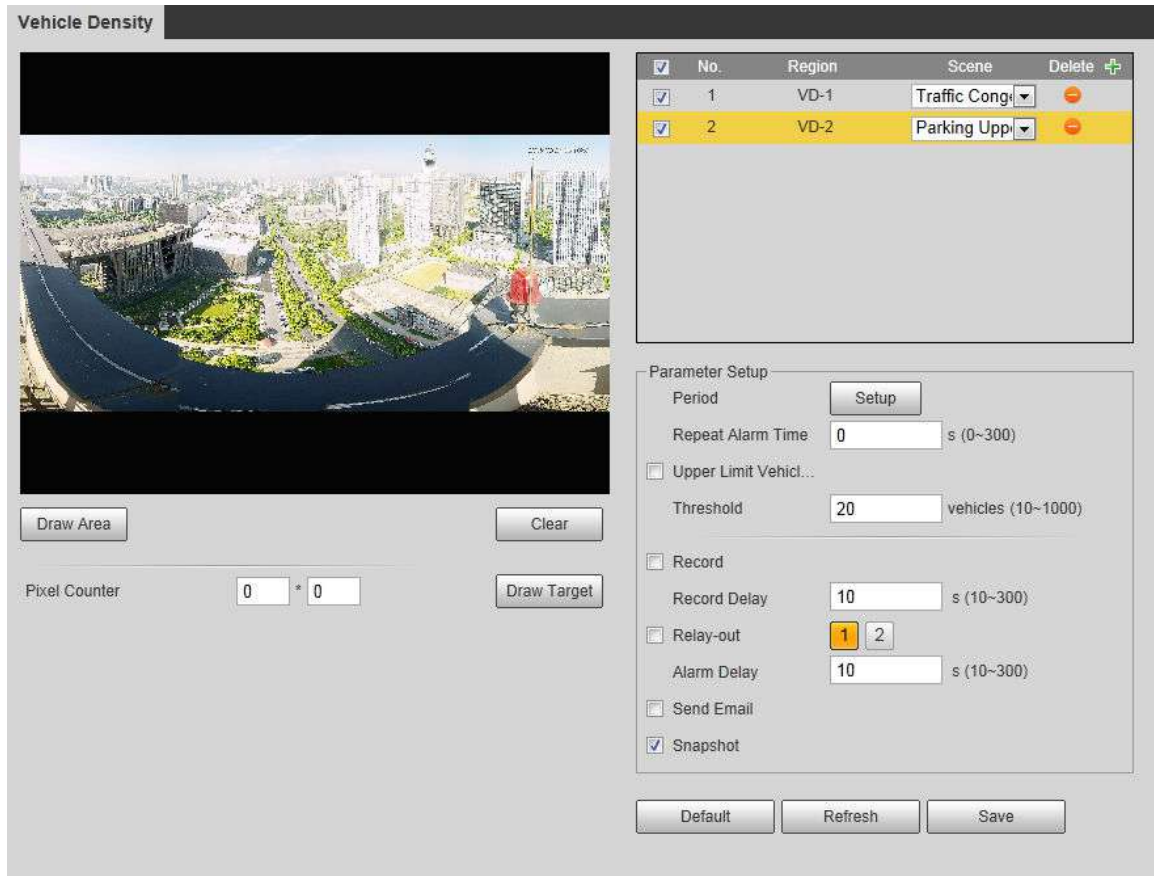 Vehicle Density
No. Region Scene Delete
1 VD-1 Traffic Cong
2 VD-2 Parking Upp
Draw Area Clear
Pixel Counter 0 * 0 Draw Target
Parameter Setup
Period Setup
Repeat Alarm Time 0 s (0~300)
Upper Limit Vehicl...
Threshold 20 vehicles (10~1000)
Record
Record Delay 10 s (10~300)
Relay-out 1 2
Alarm Delay 10 s (10~300)
Send Email
Snapshot
Default Refresh Save